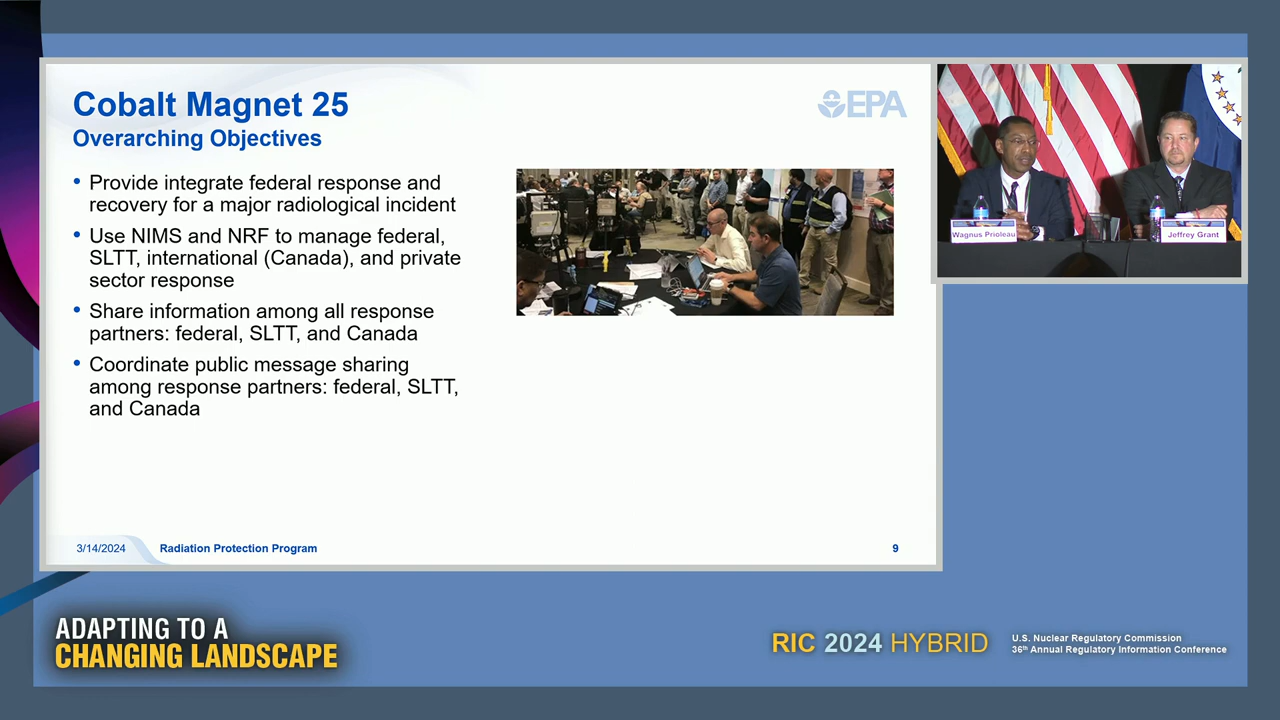 Cobalt Magnet 25
Overarching Objectives
EPA
• Provide integrate federal response and
recovery for a major radiological incident
• Use NIMS and NRF to manage federal,
SLTT, international (Canada), and private
sector response
• Share information among all response
partners: federal, SLTT, and Canada
• Coordinate public message sharing
among response partners: federal, SLTT,
and Canada
3/14/2024
Radiation Protection Program
9
Wagnus Prioleau
Jeffrey Grant
ADAPTING TO A
CHANGING LANDSCAPE
RIC 2024 HYBRID
U.S. Nuclear Regulatory Commission
36th Annual Regulatory Information Conference